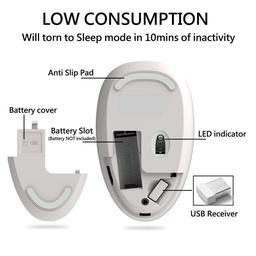 LOW CONSUMPTION
Will torn to Sleep mode in 10mins of inactivity
Anti Slip Pad
Battery cover
Battery Slot
(Battery NOT included)
LED indicator
USB Receiver